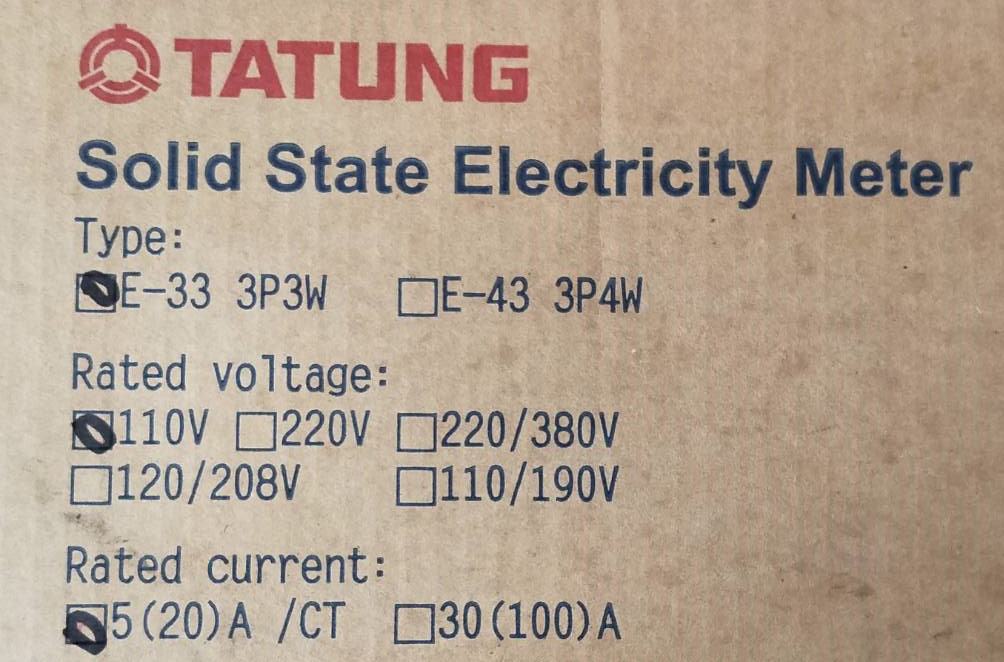 TATUNG
Solid State Electricity Meter
Type:
E-33 3P3W □E-43 3P4W
Rated voltage:
110V □220V □220/380V
□120/208V □110/190V
Rated current:
5(20)A /CT □30(100)A